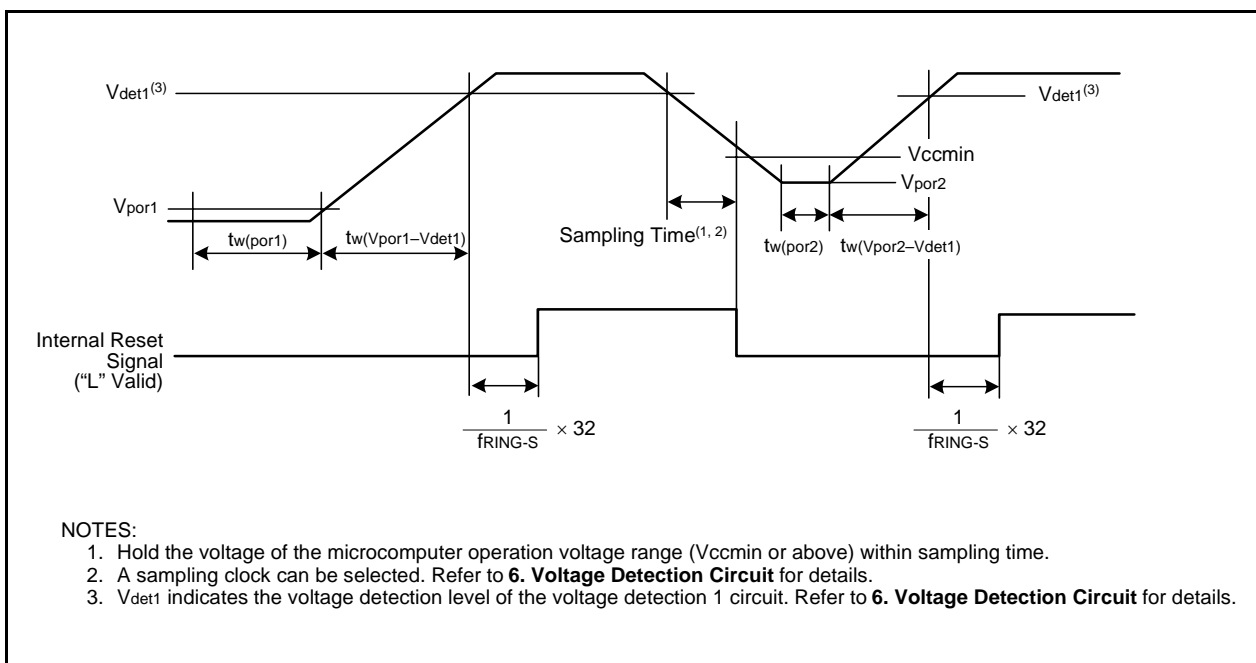 Vdet1(3)
Vdet1(3)
Vccmin
Vpor2
Vpor1
tw(por1)
tw(Vpor1–Vdet1)
Sampling Time(1, 2)
tw(por2)
tw(Vpor2–Vdet1)
Internal Reset
Signal
(“L” Valid)
1
fRING-S
× 32
1
fRING-S
× 32
NOTES:
1. Hold the voltage of the microcomputer operation voltage range (Vccmin or above) within sampling time.
2. A sampling clock can be selected. Refer to 6. Voltage Detection Circuit for details.
3. Vdet1 indicates the voltage detection level of the voltage detection 1 circuit. Refer to 6. Voltage Detection Circuit for details.